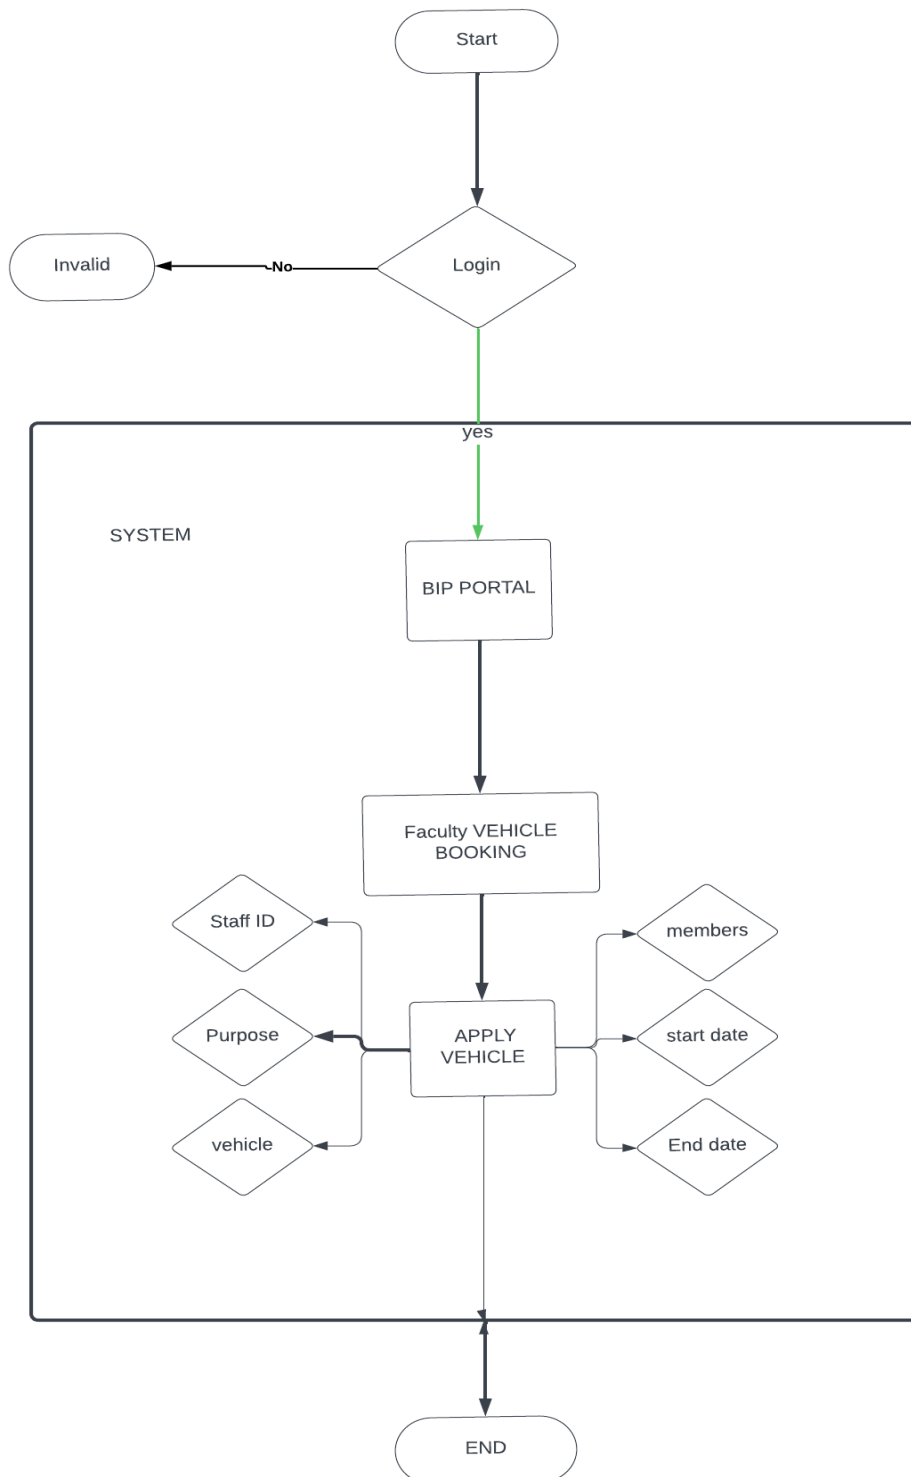 Start
Login
Invalid
No
yes
SYSTEM
BIP PORTAL
Faculty VEHICLE
BOOKING
Staff ID
members
Purpose
APPLY
VEHICLE
start date
vehicle
End date
END